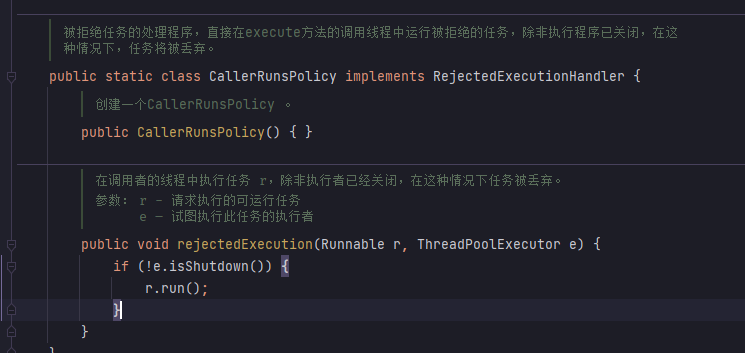 被拒绝任务的处理程序，直接在execute方法的调用线程中运行被拒绝的任务，除非执行程序已关闭，在这
种情况下，任务将被丢弃。
public static class CallerRunsPolicy implements RejectedExecutionHandler {
创建一个CallerRunsPolicy 。
public CallerRunsPolicy() { }
在调用者的线程中执行任务 r，除非执行者已经关闭，在这种情况下任务被丢弃。
参数: r – 请求执行的可运行任务
e – 试图执行此任务的执行者
public void rejectedExecution(Runnable r, ThreadPoolExecutor e) {
if (!e.isShutdown()) {
r.run();
}
}
}